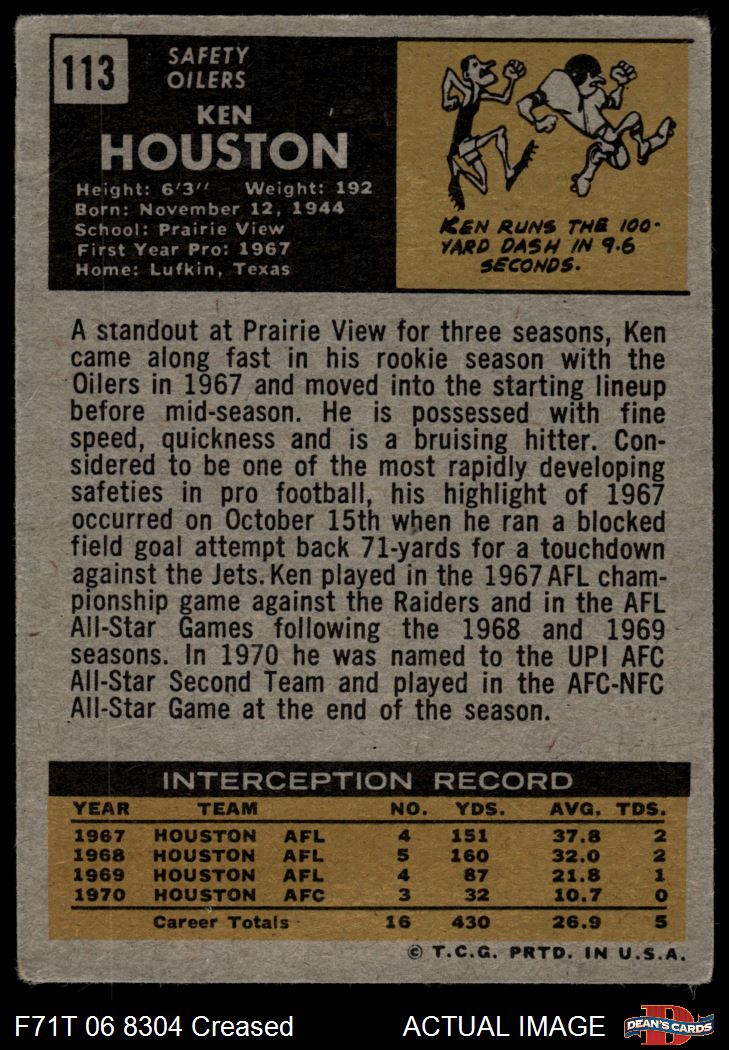 113
SAFETY
OILERS
KEN
HOUSTON
Height: 6'3'' Weight: 192
Born: November 12, 1944
School: Prairie View
First Year Pro: 1967
Home: Lufkin, Texas
KEN RUNS THE 100-
YARD DASH IN 9.6
SECONDS.
A standout at Prairie View for three seasons, Ken
came along fast in his rookie season with the
Oilers in 1967 and moved into the starting lineup
before mid-season. He is possessed with fine
speed, quickness and is a bruising hitter. Con-
sidered to be one of the most rapidly developing
safeties in pro football, his highlight of 1967
occurred on October 15th when he ran a blocked
field goal attempt back 71-yards for a touchdown
against the Jets. Ken played in the 1967 AFL cham-
pionship game against the Raiders and in the AFL
All-Star Games following the 1968 and 1969
seasons. In 1970 he was named to the UPI AFC
All-Star Second Team and played in the AFC-NFC
All-Star Game at the end of the season.
INTERCEPTION RECORD
YEAR TEAM NO. YDS. AVG. TDS.
1967 HOUSTON AFL 4 151 37.8 2
1968 HOUSTON AFL 5 160 32.0 2
1969 HOUSTON AFL 4 87 21.8 1
1970 HOUSTON AFC 3 32 10.7 0
Career Totals 16 430 26.9 5
© T.C.G. PRTD. IN U.S.A.
F71T 06 8304 Creased ACTUAL IMAGE
D
DEAN'S CARDS